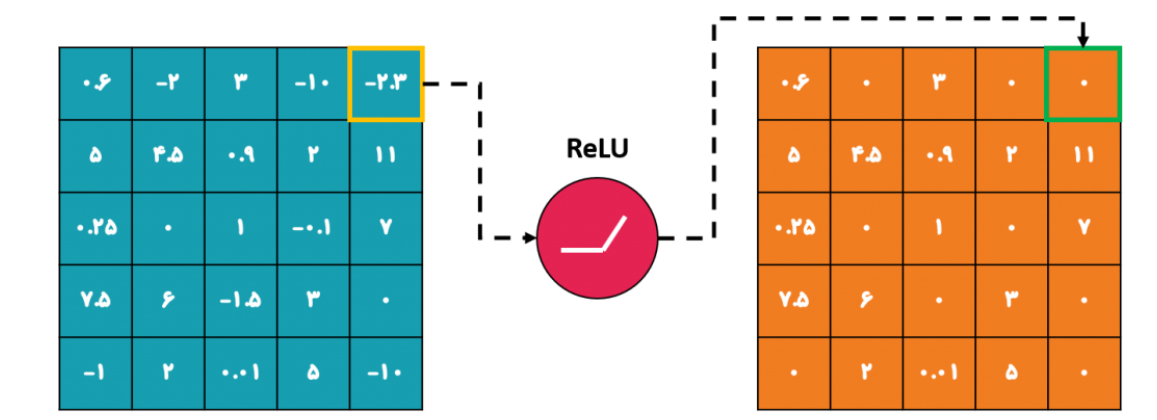 ۰.۶ -۲ ۳ -۱۰ -۲.۳
۵ ۴.۵ ۰.۹ ۲ ۱۱
۰.۲۵ ۰ ۱ -۰.۱ ۷
۷.۵ ۶ -۱.۵ ۳ ۰
-۱ ۲ ۰.۰۱ ۵ -۱۰
ReLU
۰.۶ ۰ ۳ ۰ ۰
۵ ۴.۵ ۰.۹ ۲ ۱۱
۰.۲۵ ۰ ۱ ۰ ۷
۷.۵ ۶ ۰ ۳ ۰
۰ ۲ ۰.۰۱ ۵ ۰